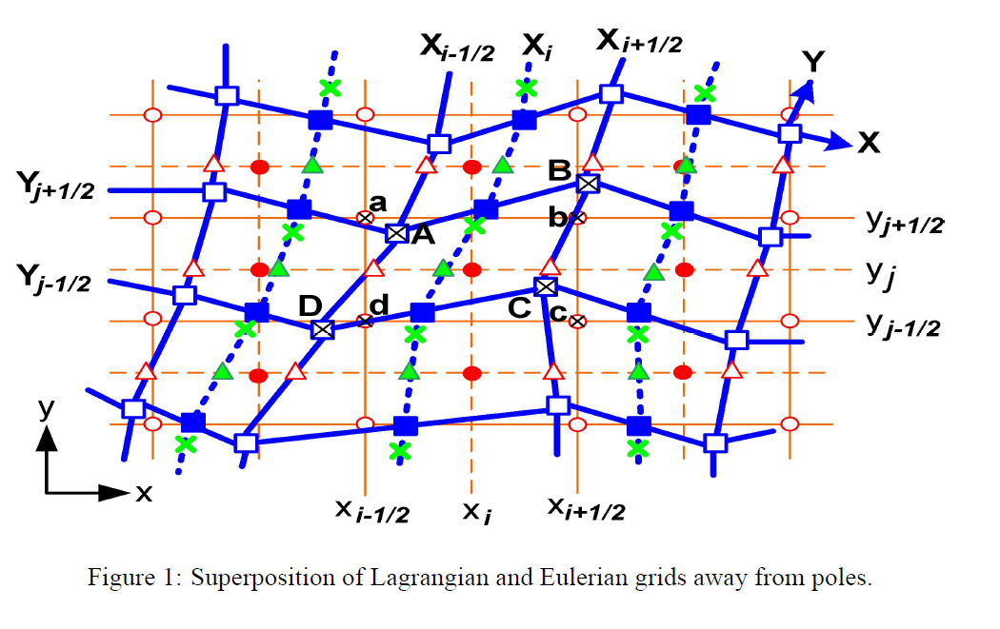 X i-1/2 X i X i+1/2
Y
X
B
Y j+1/2
a
b
y j+1/2
A
Y j-1/2
y j
D d
C c
y j-1/2
y
x
x i-1/2 x i x i+1/2
Figure 1: Superposition of Lagrangian and Eulerian grids away from poles.